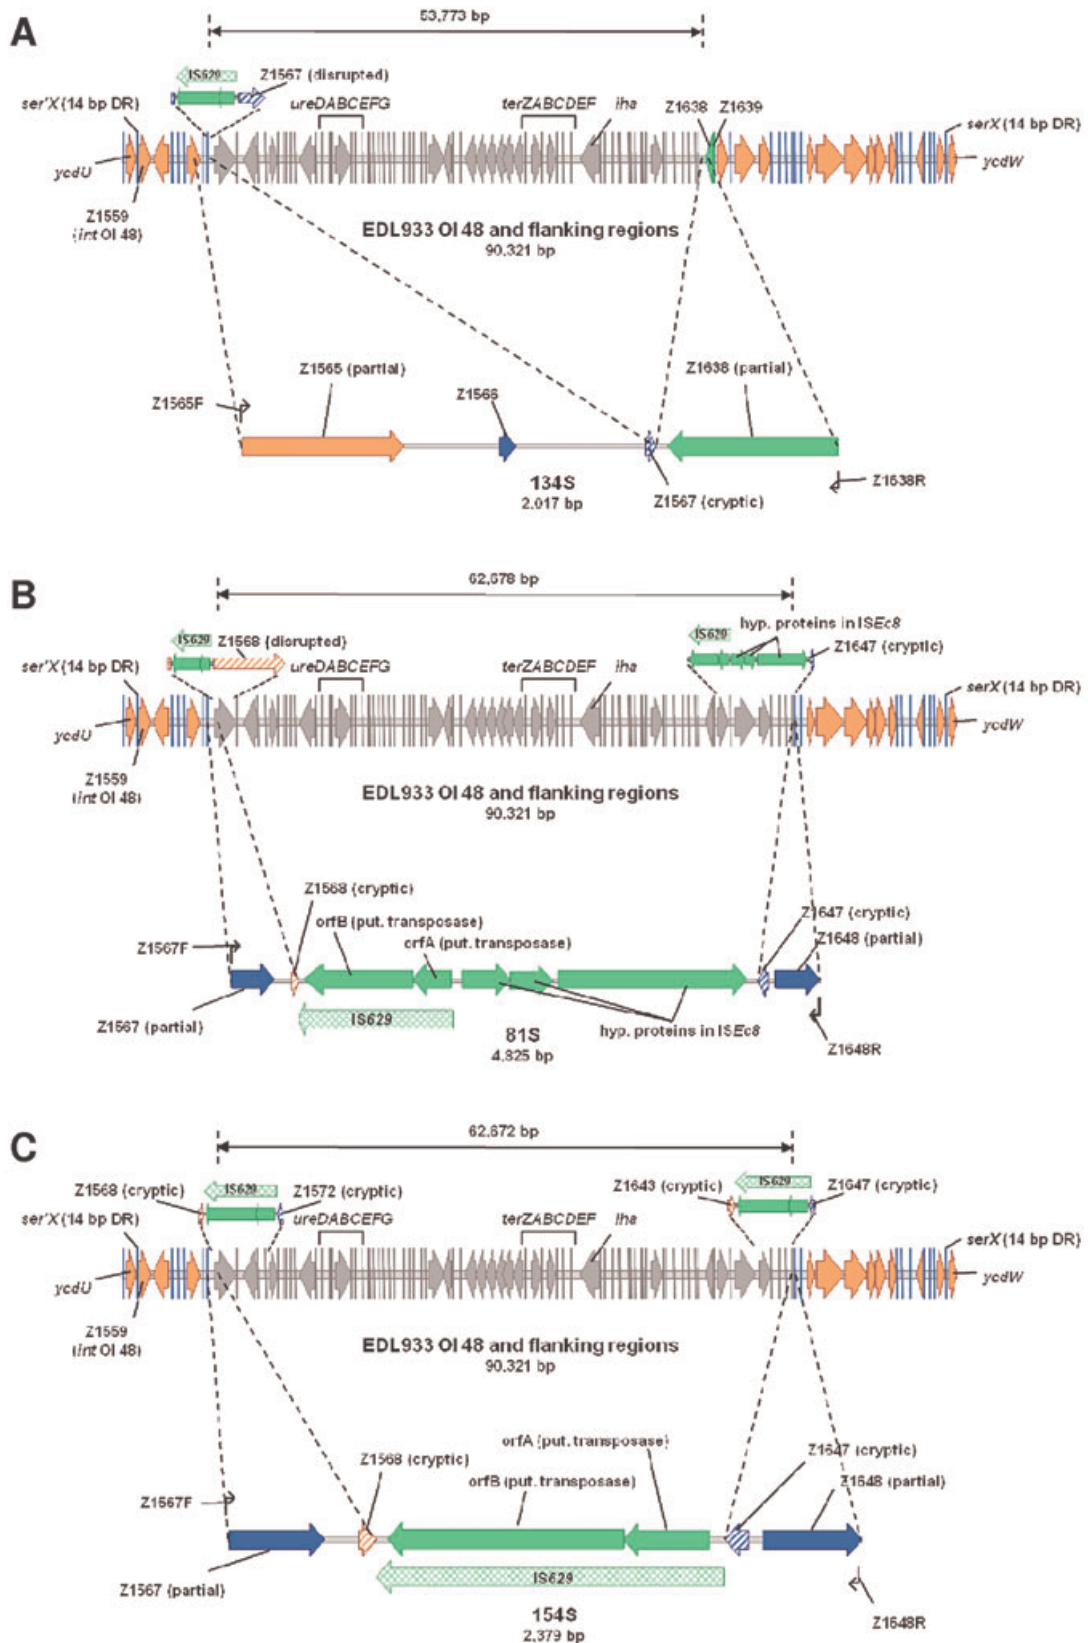 A
53,773 bp
IS629
Z1567 (disrupted)
ser'X (14 bp DR)
ureDABCEFG
terZABCDEF
iha
Z1638
Z1639
serX (14 bp DR)
ycdU
ycdW
Z1559
(int OI 48)
EDL933 OI 48 and flanking regions
90,321 bp
Z1565 (partial)
Z1638 (partial)
Z1565F
Z1566
134S
2,017 bp
Z1567 (cryptic)
Z1638R
B
62,678 bp
hyp. proteins in ISEc8
IS629
Z1568 (disrupted)
IS629
Z1647 (cryptic)
ser'X (14 bp DR)
ureDABCEFG
terZABCDEF
iha
serX (14 bp DR)
ycdU
ycdW
Z1559
(int OI 48)
EDL933 OI 48 and flanking regions
90,321 bp
Z1568 (cryptic)
orfB (put. transposase)
orfA (put. transposase)
Z1647 (cryptic)
Z1648 (partial)
Z1567F
Z1567 (partial)
IS629
81S
4,825 bp
hyp. proteins in ISEc8
Z1648R
C
62,672 bp
Z1568 (cryptic)
IS629
Z1572 (cryptic)
Z1643 (cryptic)
IS629
Z1647 (cryptic)
ser'X (14 bp DR)
ureDABCEFG
terZABCDEF
iha
serX (14 bp DR)
ycdU
ycdW
Z1559
(int OI 48)
EDL933 OI 48 and flanking regions
90,321 bp
orfA (put. transposase)
Z1568 (cryptic)
Z1647 (cryptic)
orfB (put. transposase)
Z1648 (partial)
Z1567F
Z1567 (partial)
IS629
154S
2,379 bp
Z1648R